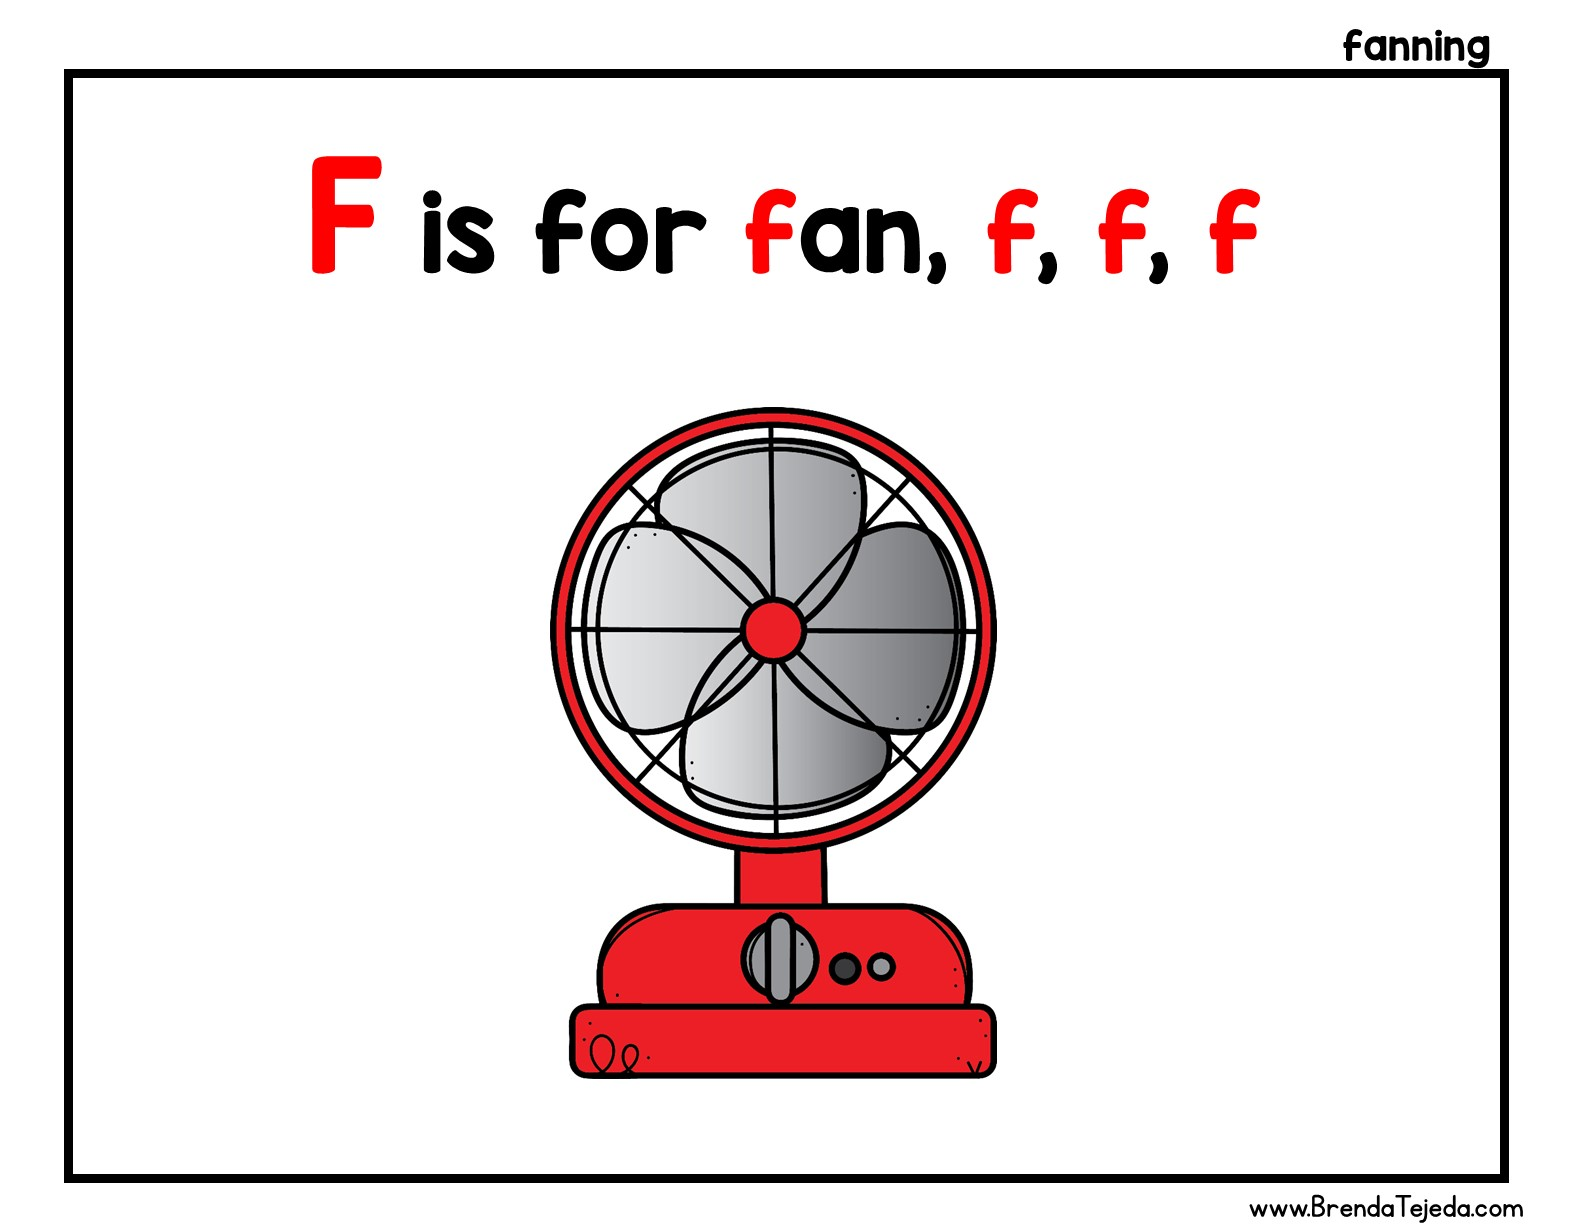 fanning
F is for fan, f, f, f
www.BrendaTejeda.com